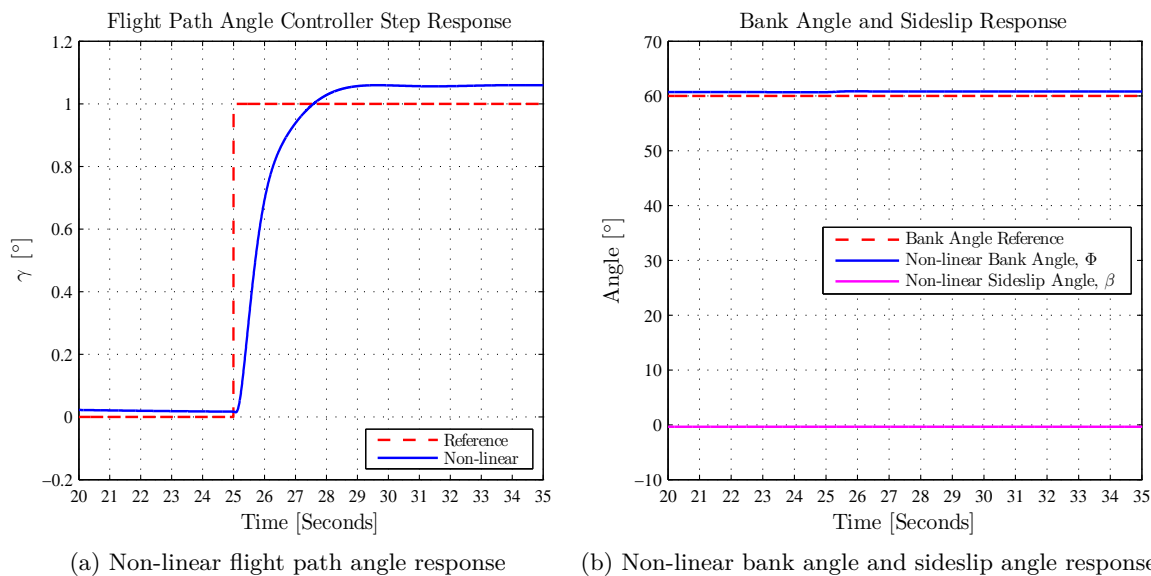 Flight Path Angle Controller Step Response
1.2
1
0.8
0.6
0.4
0.2
0
−0.2
γ [°]
Reference
Non-linear
20 21 22 23 24 25 26 27 28 29 30 31 32 33 34 35
Time [Seconds]
(a) Non-linear flight path angle response
Bank Angle and Sideslip Response
70
60
50
40
30
20
10
0
−10
Angle [°]
Bank Angle Reference
Non-linear Bank Angle, Φ
Non-linear Sideslip Angle, β
20 21 22 23 24 25 26 27 28 29 30 31 32 33 34 35
Time [Seconds]
(b) Non-linear bank angle and sideslip angle response